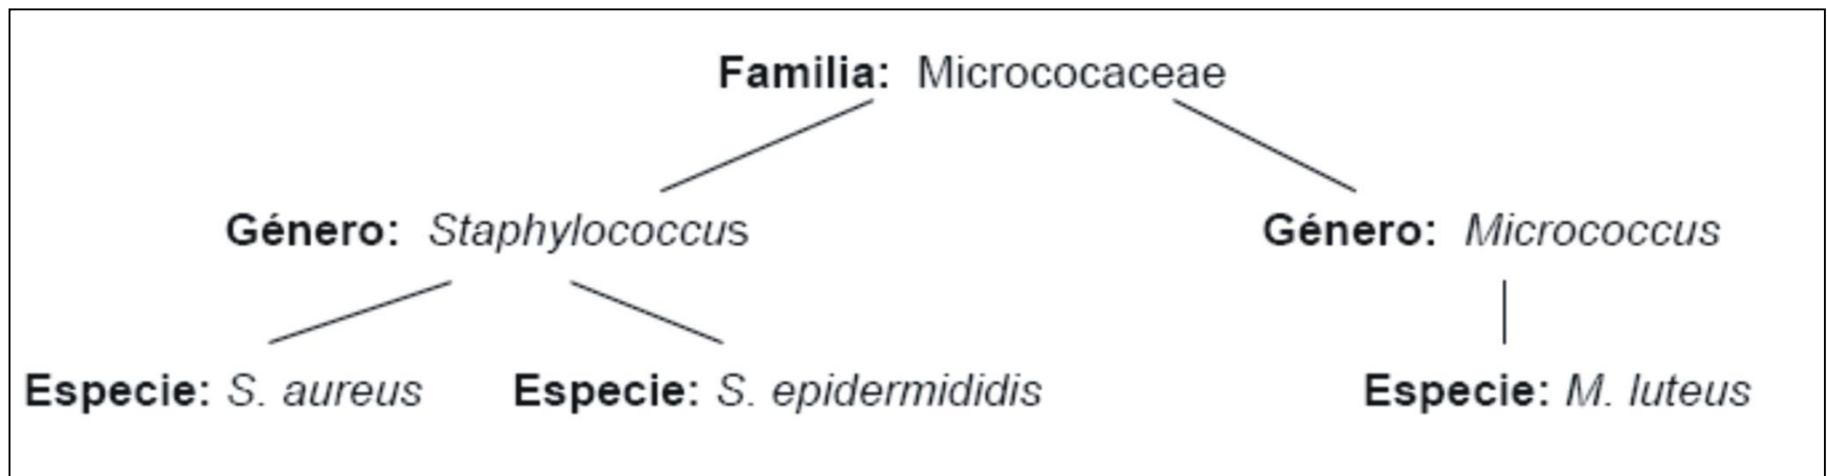 Familia: Micrococaceae
Género: Staphylococcus Género: Micrococcus
Especie: S. aureus Especie: S. epidermididis Especie: M. luteus